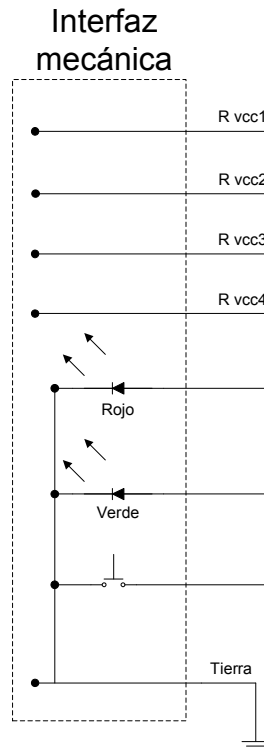 Interfaz
mecánica
R vcc1
R vcc2
R vcc3
R vcc4
Rojo
Verde
Tierra